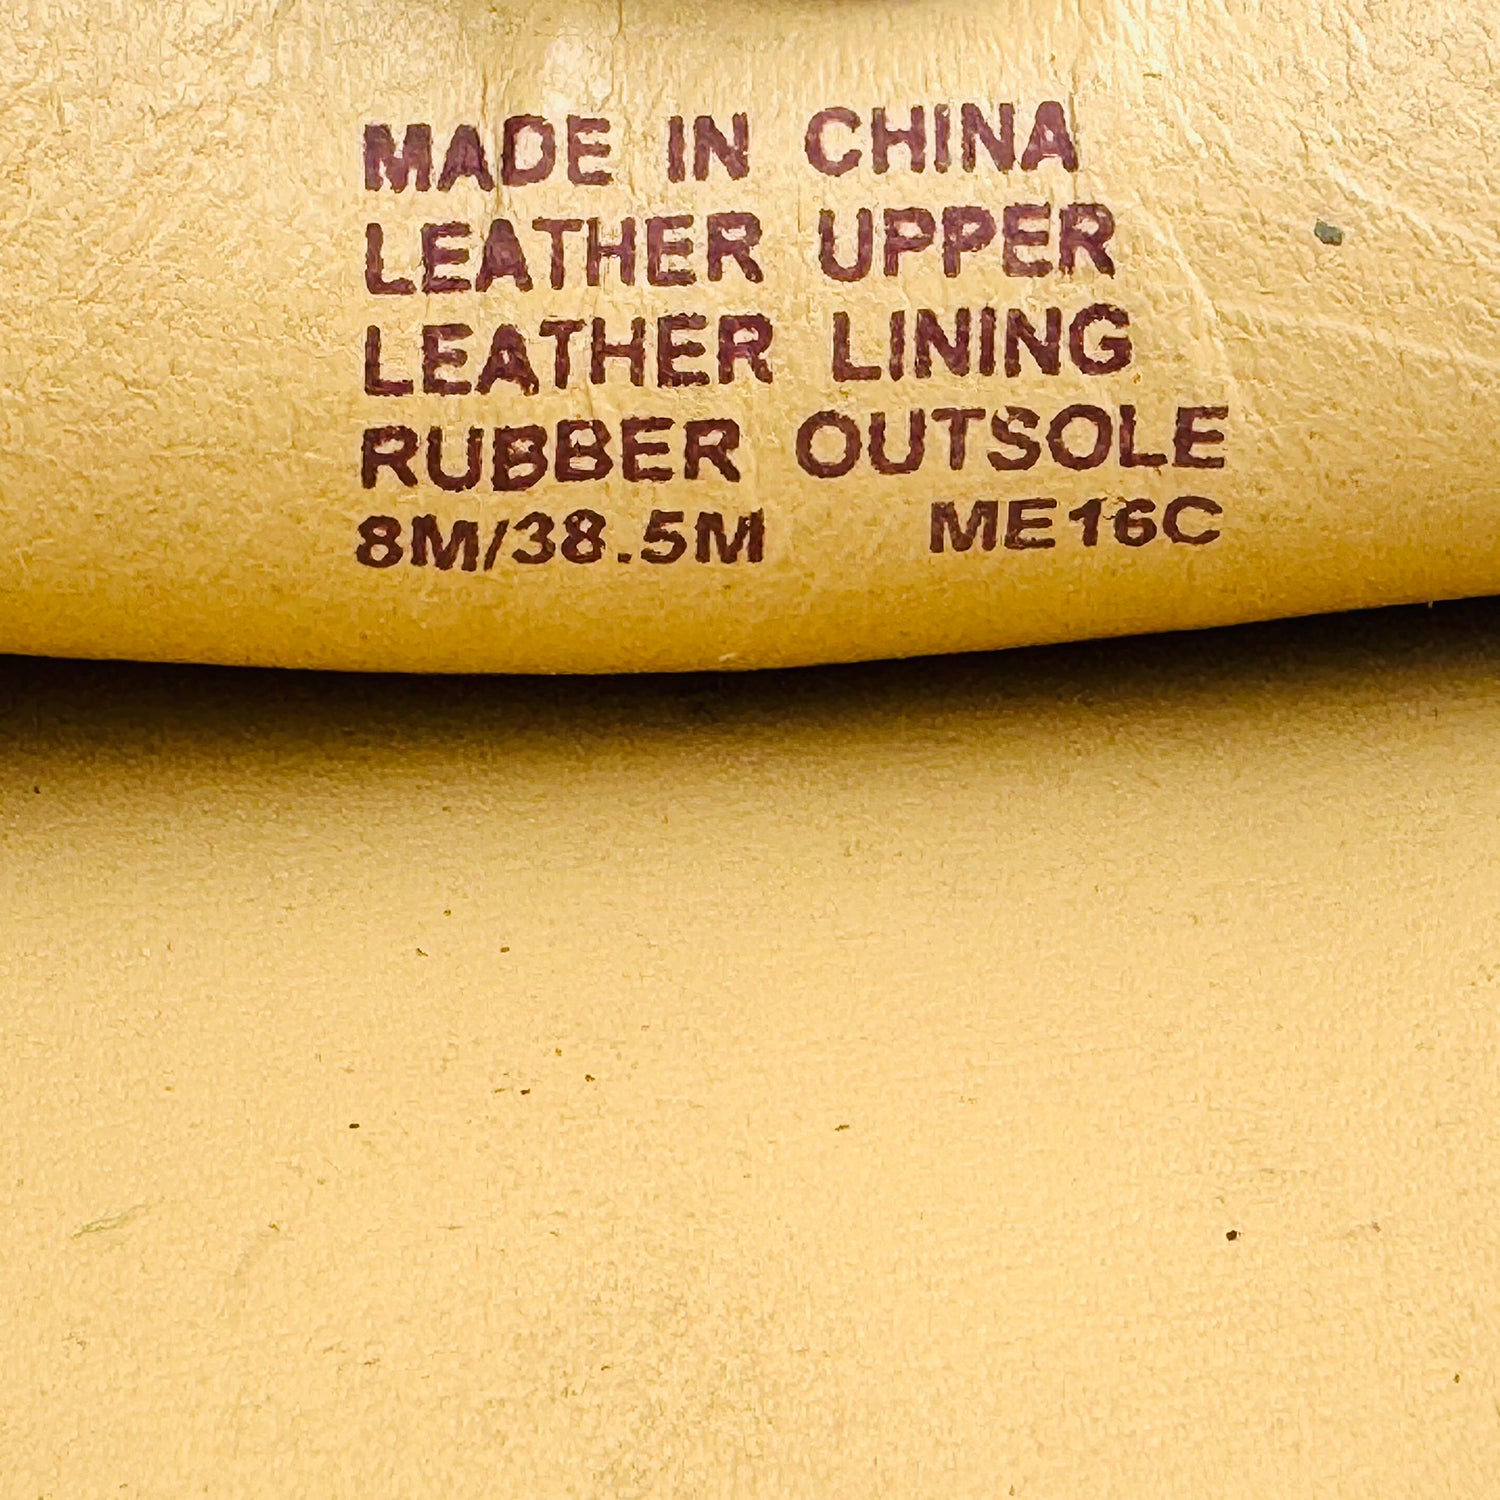 MADE IN CHINA
LEATHER UPPER
LEATHER LINING
RUBBER OUTSOLE
8M/38.5M ME16C